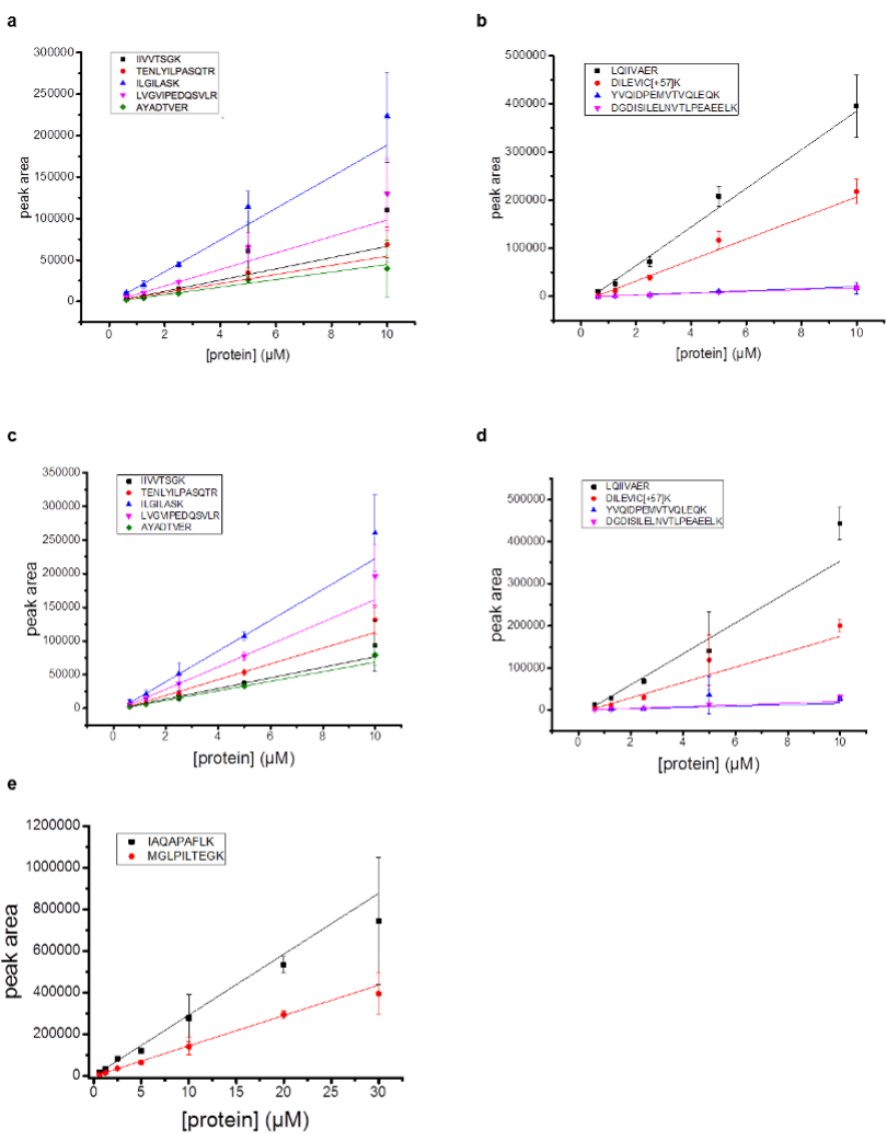 a
300000
250000
200000
150000
100000
50000
0
peak area
IIVVTSGK
TENLYILPASQTR
ILGILASK
LVGVIPEDQSVLR
AYADTVER
0 2 4 6 8 10
[protein] (µM)
b
500000
400000
300000
200000
100000
0
peak area
LQIIVAER
DILEVIC[+57]K
YVQIDPEMVTVQLEQK
DGDISILELNVTLPEAEELK
0 2 4 6 8 10
[protein] (µM)
c
350000
300000
250000
200000
150000
100000
50000
0
peak area
IIVVTSGK
TENLYILPASQTR
ILGILASK
LVGVIPEDQSVLR
AYADTVER
0 2 4 6 8 10
[protein] (µM)
d
500000
400000
300000
200000
100000
0
peak area
LQIIVAER
DILEVIC[+57]K
YVQIDPEMVTVQLEQK
DGDISILELNVTLPEAEELK
0 2 4 6 8 10
[protein] (µM)
e
1200000
1000000
800000
600000
400000
200000
0
peak area
IAQAPAFLK
MGLPILTEGK
0 5 10 15 20 25 30
[protein] (µM)